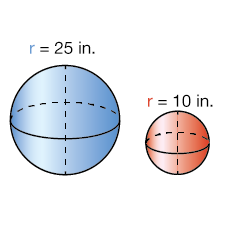 r = 25 in.
r = 10 in.